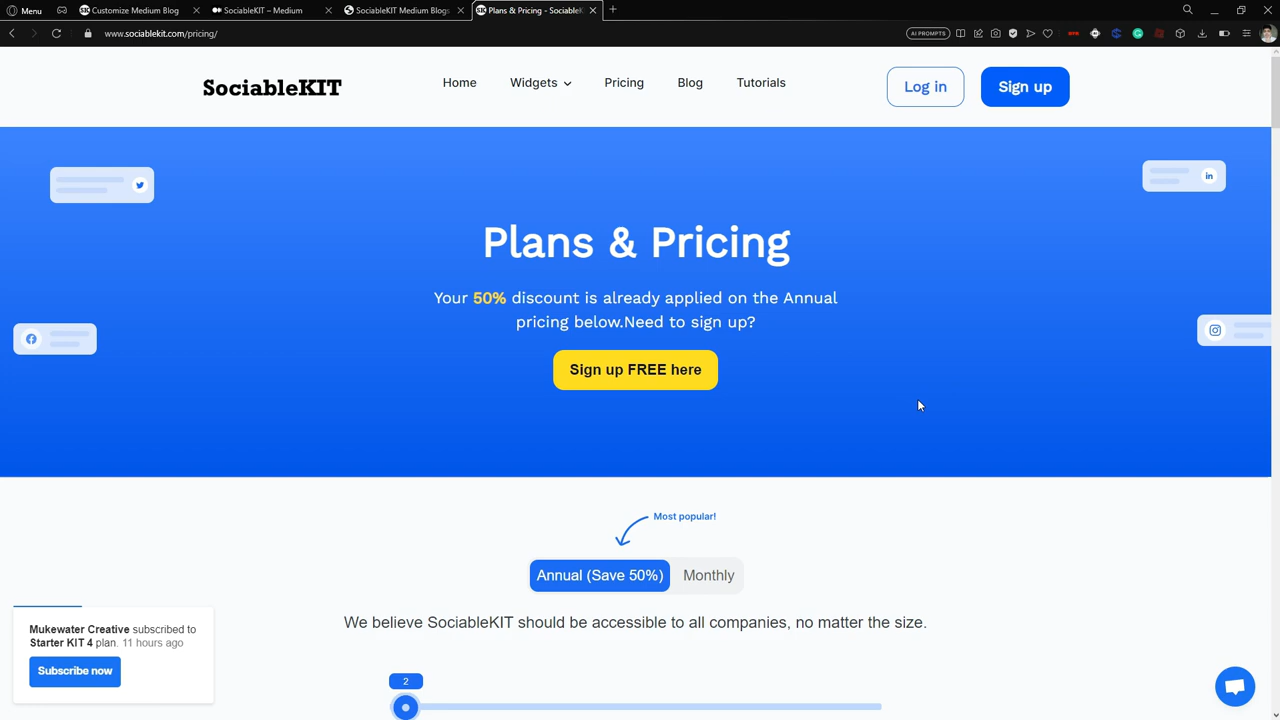 Menu
Customize Medium Blog
SociableKIT – Medium
SociableKIT Medium Blogs
Plans & Pricing - Sociable
www.sociablekit.com/pricing/
AI PROMPTS
SociableKIT
Home
Widgets
Pricing
Blog
Tutorials
Log in
Sign up
Plans & Pricing
Your 50% discount is already applied on the Annual
pricing below.Need to sign up?
Sign up FREE here
Most popular!
Annual (Save 50%)
Monthly
We believe SociableKIT should be accessible to all companies, no matter the size.
2
Mukewater Creative subscribed to
Starter KIT 4 plan. 11 hours ago
Subscribe now